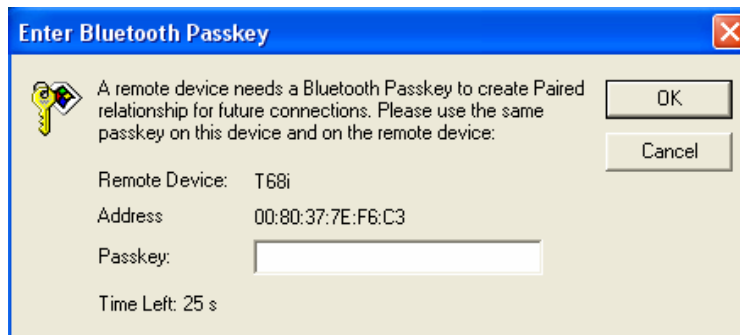 Enter Bluetooth Passkey
A remote device needs a Bluetooth Passkey to create Paired
relationship for future connections. Please use the same
passkey on this device and on the remote device:
OK
Cancel
Remote Device: T68i
Address 00:80:37:7E:F6:C3
Passkey:
Time Left: 25 s